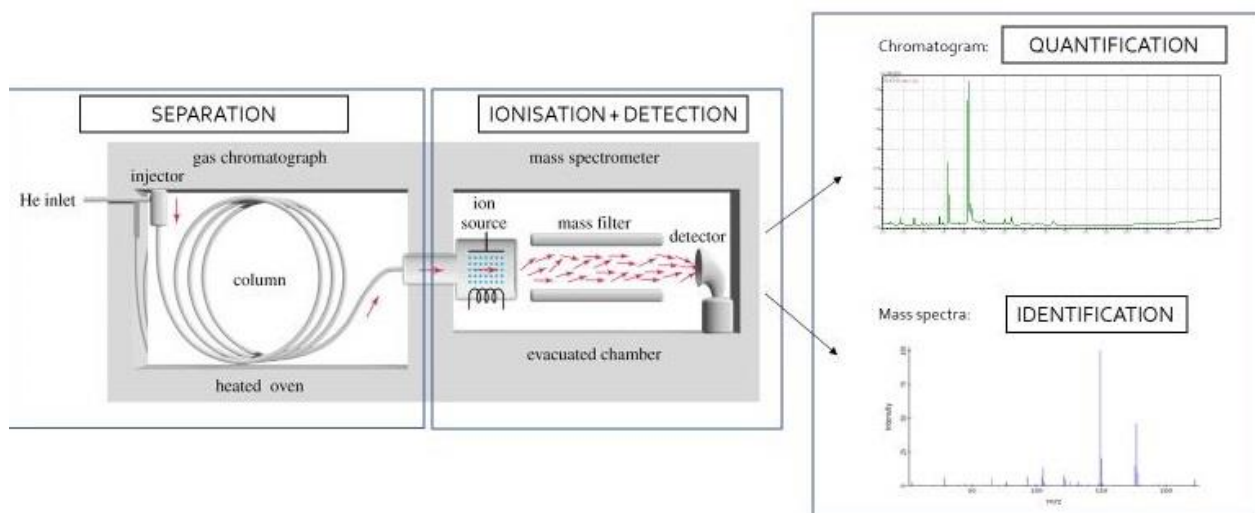 SEPARATION
gas chromatograph
injector
He inlet
column
heated oven
IONISATION + DETECTION
mass spectrometer
ion
source
mass filter
detector
evacuated chamber
Chromatogram:
QUANTIFICATION
Mass spectra:
IDENTIFICATION
Intensity